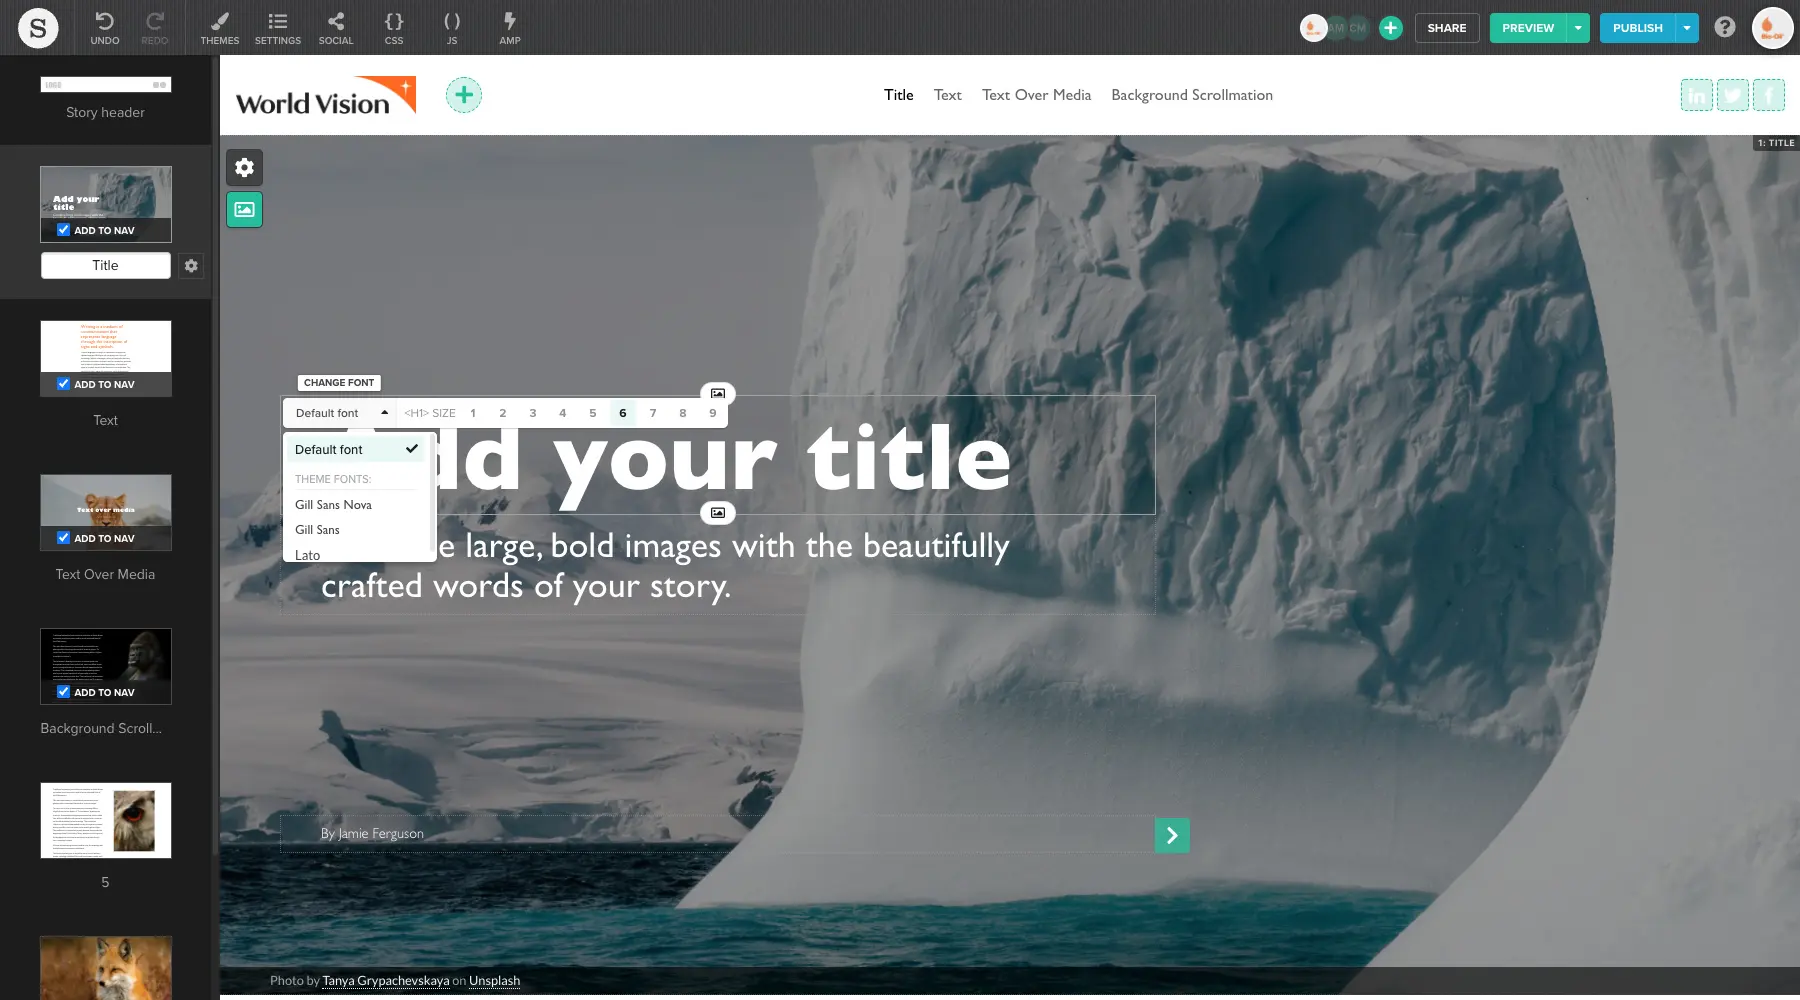 S
UNDO
REDO
THEMES
SETTINGS
SOCIAL
CSS
JS
AMP
AM
CM
SHARE
PREVIEW
PUBLISH
LOGO
Story header
Add your
title
ADD TO NAV
Title
ADD TO NAV
Text
Text over media
ADD TO NAV
Text Over Media
ADD TO NAV
Background Scroll...
5
World Vision
Title
Text
Text Over Media
Background Scrollmation
1: TITLE
CHANGE FONT
Default font
<H1> SIZE
1 2 3 4 5 6 7 8 9
Default font
THEME FONTS:
Gill Sans Nova
Gill Sans
Lato
dd your title
e large, bold images with the beautifully
crafted words of your story.
By Jamie Ferguson
Photo by Tanya Grypachevskaya on Unsplash